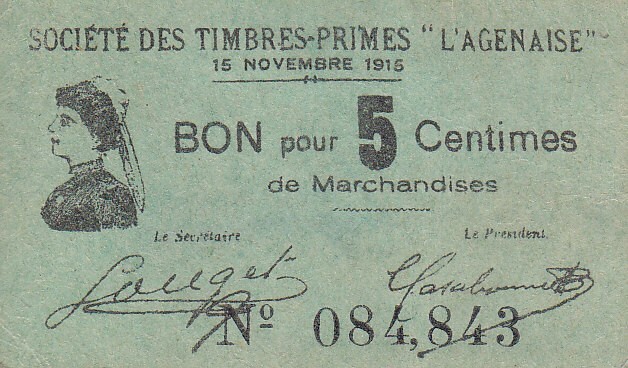 SOCIÉTÉ DES TIMBRES-PRIMES "L'AGENAISE"
15 NOVEMBRE 1915
BON pour 5 Centimes
de Marchandises
Le Secrétaire
Le Président
Nº 084,843